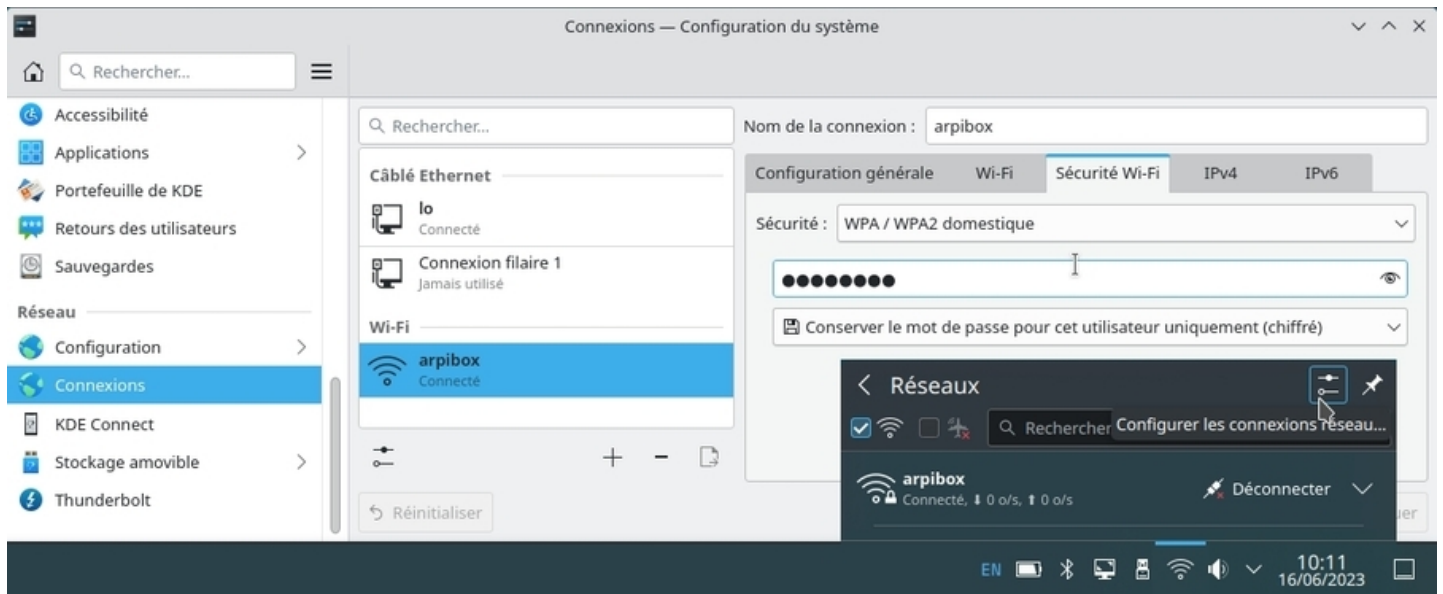 Connexions — Configuration du système
Rechercher...
Accessibilité
Applications
Portefeuille de KDE
Retours des utilisateurs
Sauvegardes
Réseau
Configuration
Connexions
KDE Connect
Stockage amovible
Thunderbolt
Rechercher...
Câblé Ethernet
lo
Connecté
Connexion filaire 1
Jamais utilisé
Wi-Fi
arpibox
Connecté
Réinitialiser
Nom de la connexion : arpibox
Configuration générale Wi-Fi Sécurité Wi-Fi IPv4 IPv6
Sécurité : WPA / WPA2 domestique
●●●●●●●●
Conserver le mot de passe pour cet utilisateur uniquement (chiffré)
Réseaux
Rechercher
Configurer les connexions réseau...
arpibox
Connecté, ⬇ 0 o/s, ⬆ 0 o/s
Déconnecter
EN
10:11
16/06/2023